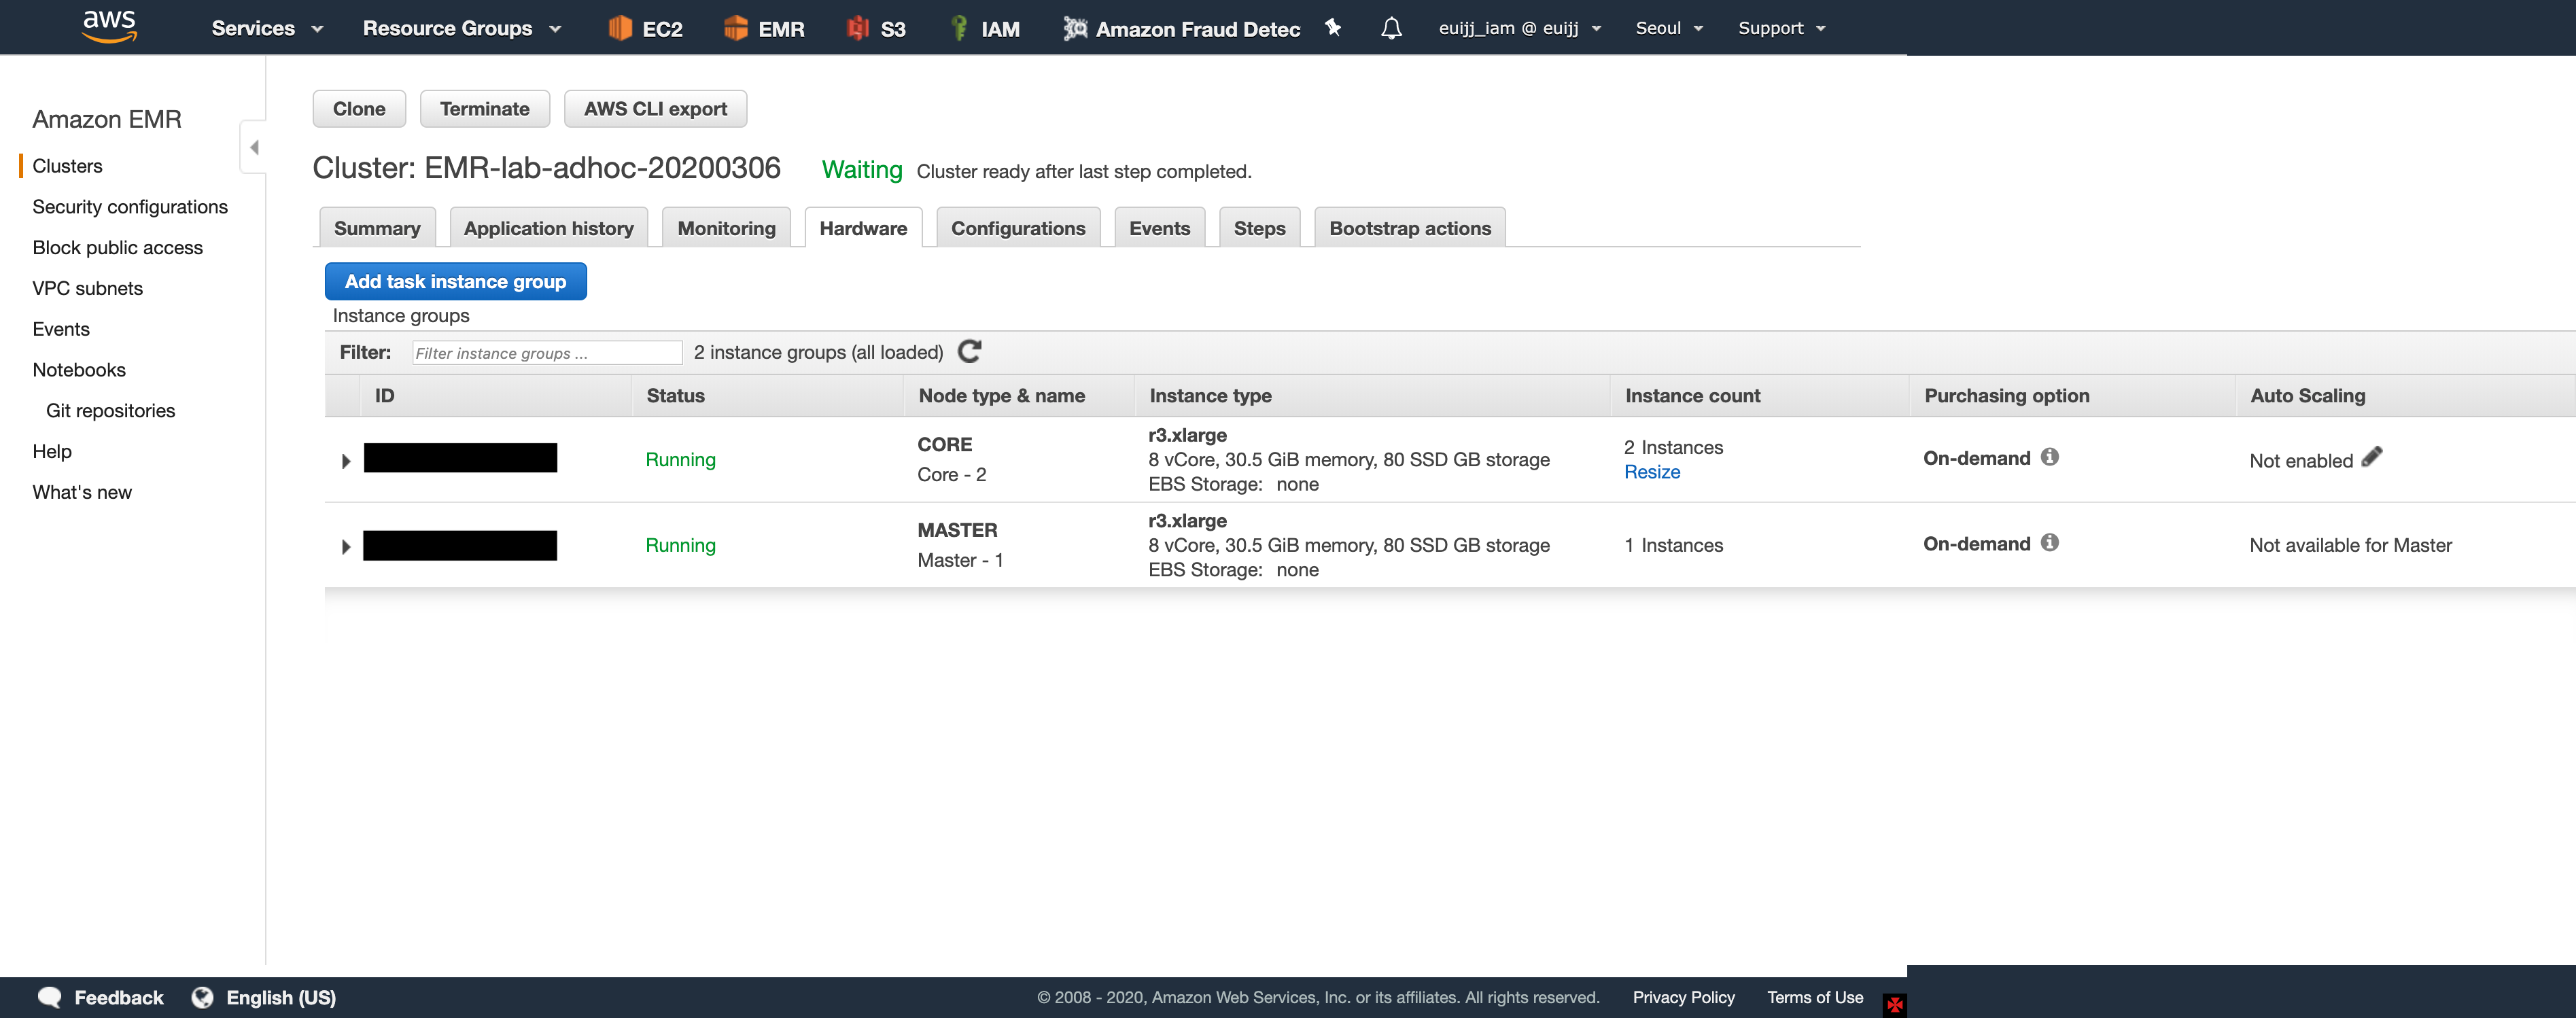 aws Services Resource Groups EC2 EMR S3 IAM Amazon Fraud Detec euijj_iam @ euijj Seoul Support
Amazon EMR
Clusters
Security configurations
Block public access
VPC subnets
Events
Notebooks
Git repositories
Help
What's new
Clone Terminate AWS CLI export
Cluster: EMR-lab-adhoc-20200306 Waiting Cluster ready after last step completed.
Summary Application history Monitoring Hardware Configurations Events Steps Bootstrap actions
Add task instance group
Instance groups
Filter: Filter instance groups ... 2 instance groups (all loaded)
ID Status Node type & name Instance type Instance count Purchasing option Auto Scaling
Running
CORE
Core - 2
r3.xlarge
8 vCore, 30.5 GiB memory, 80 SSD GB storage
EBS Storage: none
2 Instances
Resize
On-demand
Not enabled
Running
MASTER
Master - 1
r3.xlarge
8 vCore, 30.5 GiB memory, 80 SSD GB storage
EBS Storage: none
1 Instances
On-demand
Not available for Master
Feedback English (US) © 2008 - 2020, Amazon Web Services, Inc. or its affiliates. All rights reserved. Privacy Policy Terms of Use